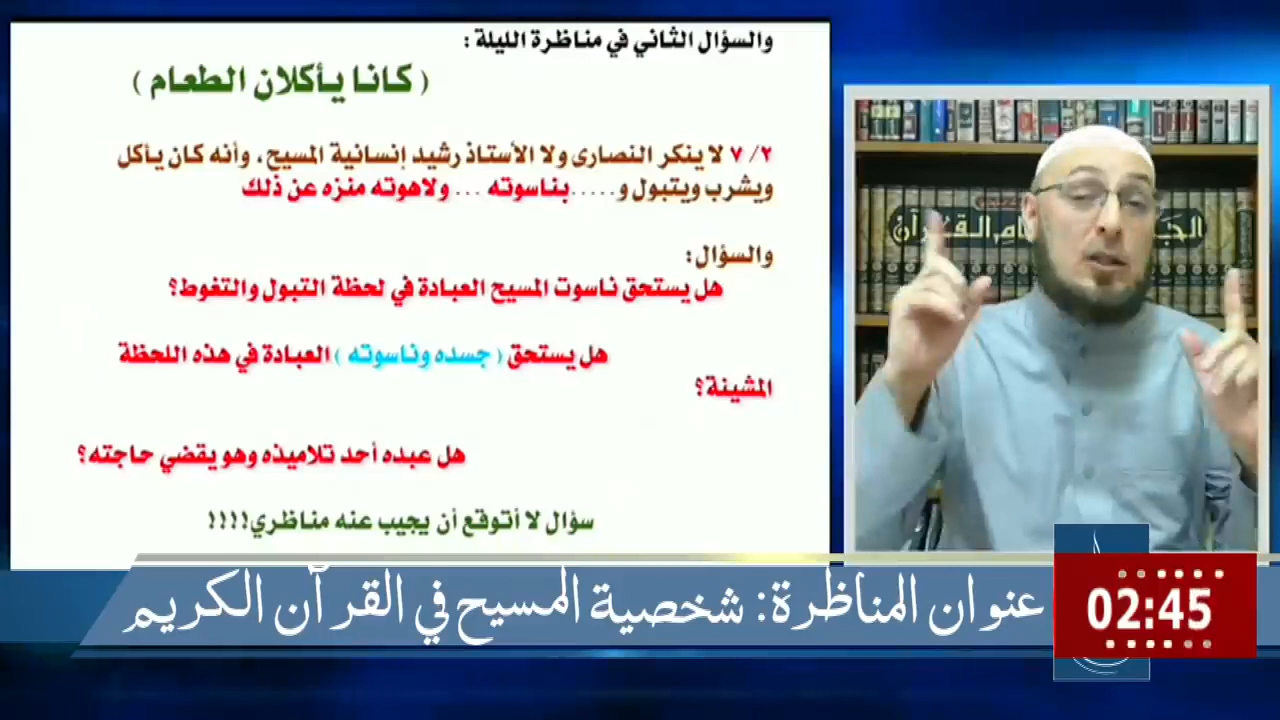 والسؤال الثاني في مناظرة الليلة :
( كانا يأكلان الطعام )
٧/٢ لا ينكر النصارى ولا الأستاذ رشيد إنسانية المسيح، وأنه كان يأكل
ويشرب ويتبول و.....بناسوته ... ولاهوته منزه عن ذلك
والسؤال:
هل يستحق ناسوت المسيح العبادة في لحظة التبول والتغوط؟
هل يستحق ( جسده وناسوته ) العبادة في هذه اللحظة
المشينة؟
هل عبده أحد تلاميذه وهو يقضي حاجته؟
سؤال لا أتوقع أن يجيب عنه مناظري!!!!
القرآن
عنوان المناظرة: شخصية المسيح في القرآن الكريم
02:45